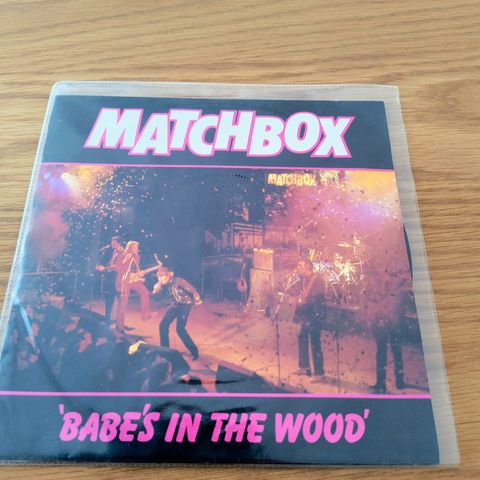 MATCHBOX
MATCHBOX
'BABE'S IN THE WOOD'